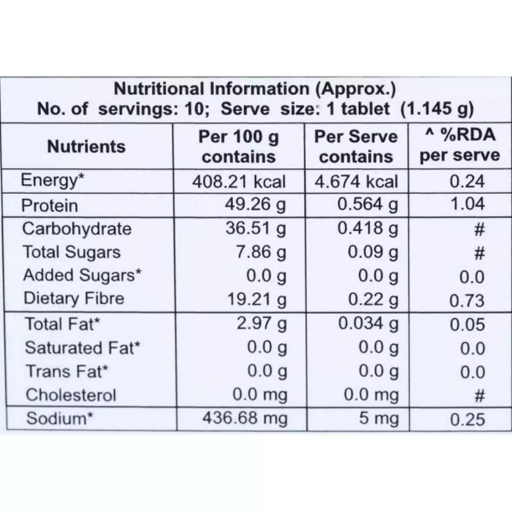 Nutritional Information (Approx.)
No. of servings: 10; Serve size: 1 tablet (1.145 g)
Nutrients Per 100 g contains Per Serve contains ^ %RDA per serve
Energy* 408.21 kcal 4.674 kcal 0.24
Protein 49.26 g 0.564 g 1.04
Carbohydrate 36.51 g 0.418 g #
Total Sugars 7.86 g 0.09 g #
Added Sugars* 0.0 g 0.0 g 0.0
Dietary Fibre 19.21 g 0.22 g 0.73
Total Fat* 2.97 g 0.034 g 0.05
Saturated Fat* 0.0 g 0.0 g 0.0
Trans Fat* 0.0 g 0.0 g 0.0
Cholesterol 0.0 mg 0.0 mg #
Sodium* 436.68 mg 5 mg 0.25